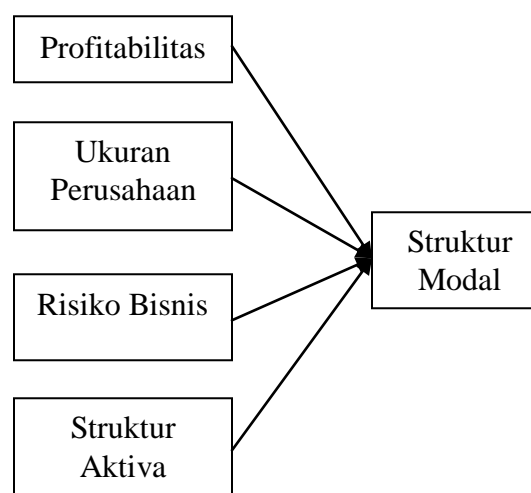 Profitabilitas
Ukuran
Perusahaan
Risiko Bisnis
Struktur
Aktiva
Struktur
Modal